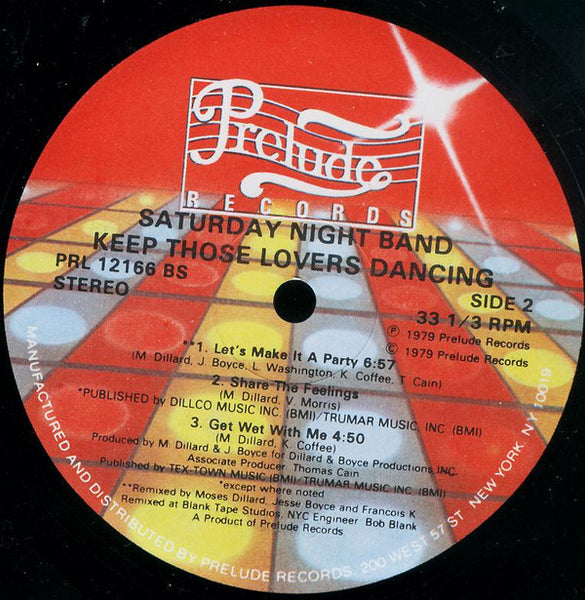 Prelude
RECORDS
SATURDAY NIGHT BAND
KEEP THOSE LOVERS DANCING
PRL 12166 BS
STEREO
SIDE 2
33 1/3 RPM
℗ 1979 Prelude Records
© 1979 Prelude Records
**1. Let's Make It A Party 6:57
(M. Dillard, J. Boyce, L. Washington, K. Coffee, T. Cain)
2. Share The Feelings
(M. Dillard, V. Morris)
*PUBLISHED by DILLCO MUSIC INC. (BMI)/TRUMAR MUSIC, INC. (BMI)
3. Get Wet With Me 4:50
(M. Dillard, K. Coffee)
Produced by M. Dillard & J. Boyce for Dillard & Boyce Productions INC.
Associate Producer Thomas Cain
Published by TEX-TOWN MUSIC (BMI)/TRUMAR MUSIC INC (BMI)
*except where noted
**Remixed by Moses Dillard, Jesse Boyce and Francois K
Remixed at Blank Tape Studios, NYC Engineer Bob Blank
A Product of Prelude Records
MANUFACTURED AND DISTRIBUTED BY PRELUDE RECORDS. 200 WEST 57 ST NEW YORK, NY 10019